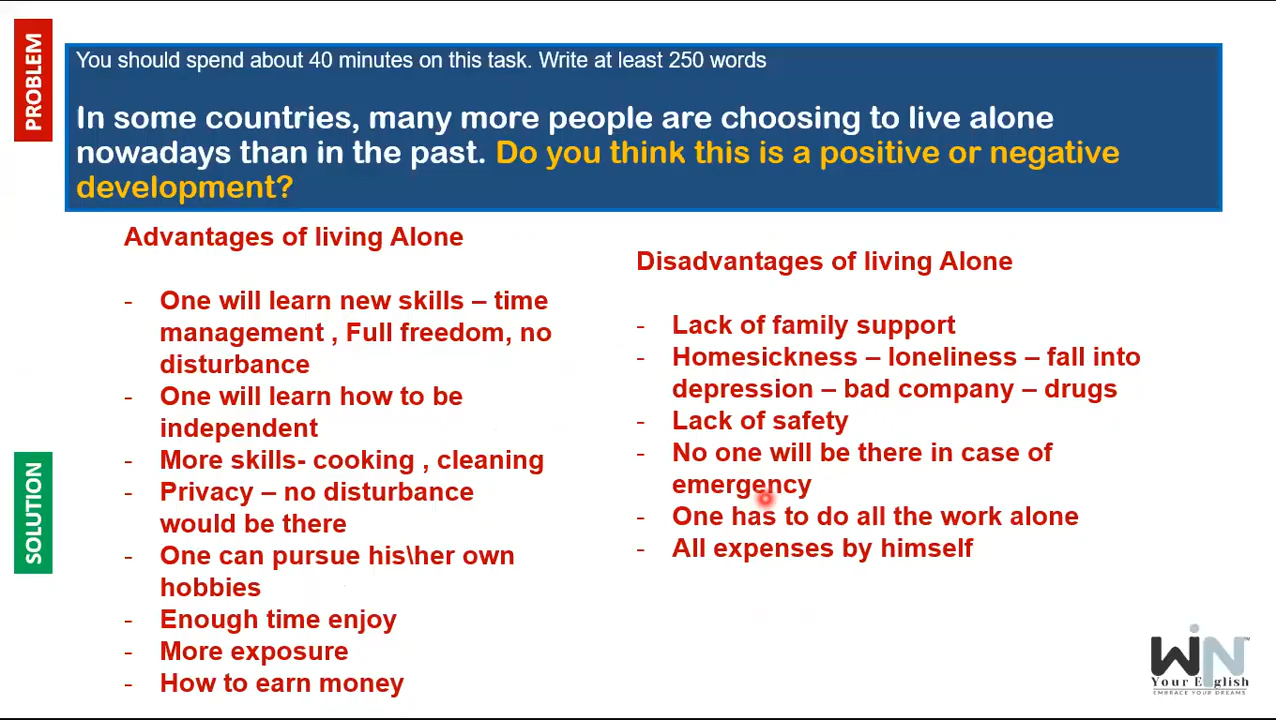 PROBLEM
You should spend about 40 minutes on this task. Write at least 250 words
In some countries, many more people are choosing to live alone
nowadays than in the past. Do you think this is a positive or negative
development?
Advantages of living Alone
- One will learn new skills – time
management , Full freedom, no
disturbance
- One will learn how to be
independent
- More skills- cooking , cleaning
- Privacy – no disturbance
would be there
- One can pursue his\her own
hobbies
- Enough time enjoy
- More exposure
- How to earn money
Disadvantages of living Alone
- Lack of family support
- Homesickness – loneliness – fall into
depression – bad company – drugs
- Lack of safety
- No one will be there in case of
emergency
- One has to do all the work alone
- All expenses by himself
SOLUTION
WiN
Your English
EMBRACE YOUR DREAMS